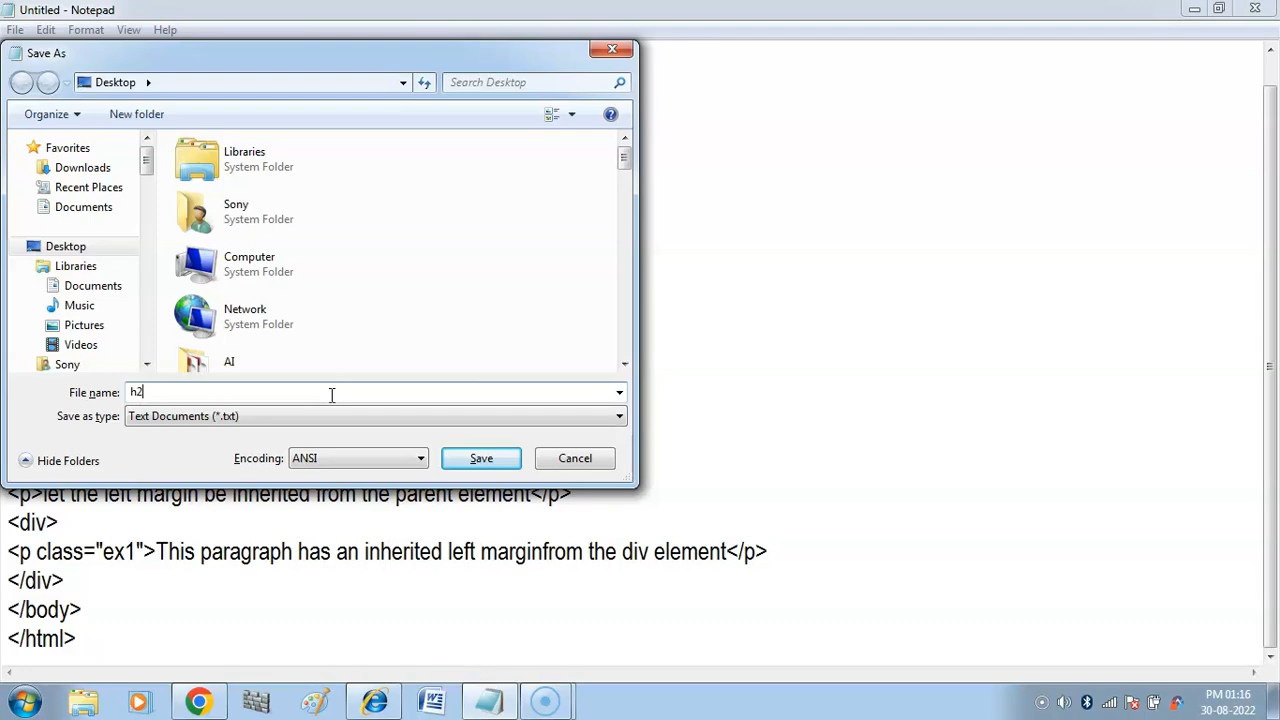 Untitled - Notepad
File Edit Format View Help
Save As
Desktop
Search Desktop
Organize New folder
Favorites
Downloads
Recent Places
Documents
Desktop
Libraries
Documents
Music
Pictures
Videos
Sony
Libraries
System Folder
Sony
System Folder
Computer
System Folder
Network
System Folder
AI
File name: h2
Save as type: Text Documents (*.txt)
Hide Folders Encoding: ANSI Save Cancel
<p>let the left margin be inherited from the parent element</p>
<div>
<p class="ex1">This paragraph has an inherited left marginfrom the div element</p>
</div>
</body>
</html>
PM 01:16
30-08-2022